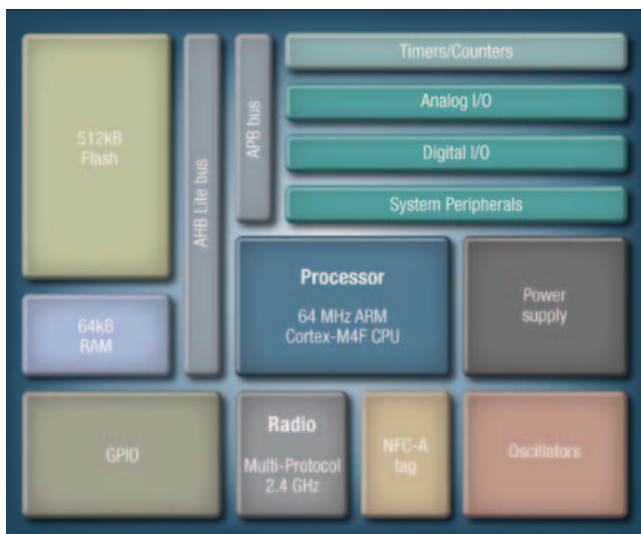 512kB
Flash
AHB Lite bus
APB bus
Timers/Counters
Analog I/O
Digital I/O
System Peripherals
64kB
RAM
Processor
64 MHz ARM
Cortex-M4F CPU
Power
supply
GPIO
Radio
Multi-Protocol
2.4 GHz
NFC-A
tag
Oscillators